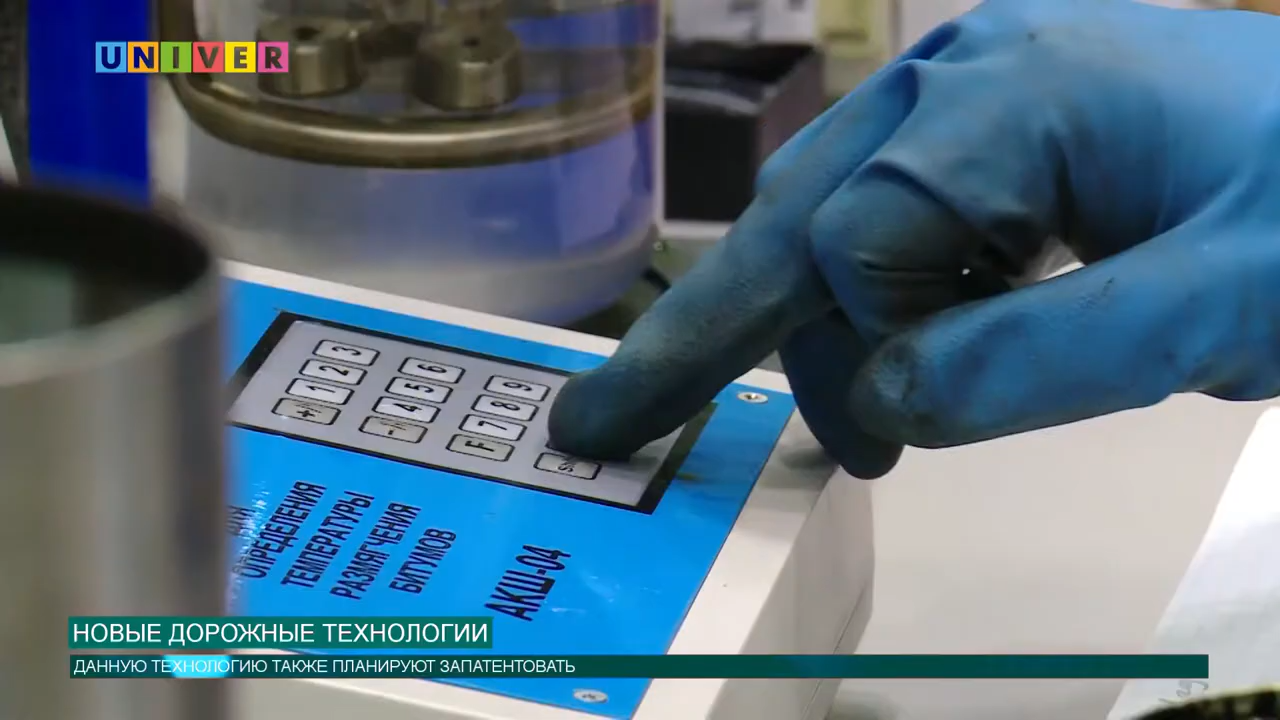 UNIVER
3 6 9
2 5 8
1 4 7
+/ -/ F
ДЛЯ
ОПРЕДЕЛЕНИЯ
ТЕМПЕРАТУРЫ
РАЗМЯГЧЕНИЯ
БИТУМОВ
АКШ-04
НОВЫЕ ДОРОЖНЫЕ ТЕХНОЛОГИИ
ДАННУЮ ТЕХНОЛОГИЮ ТАКЖЕ ПЛАНИРУЮТ ЗАПАТЕНТОВАТЬ